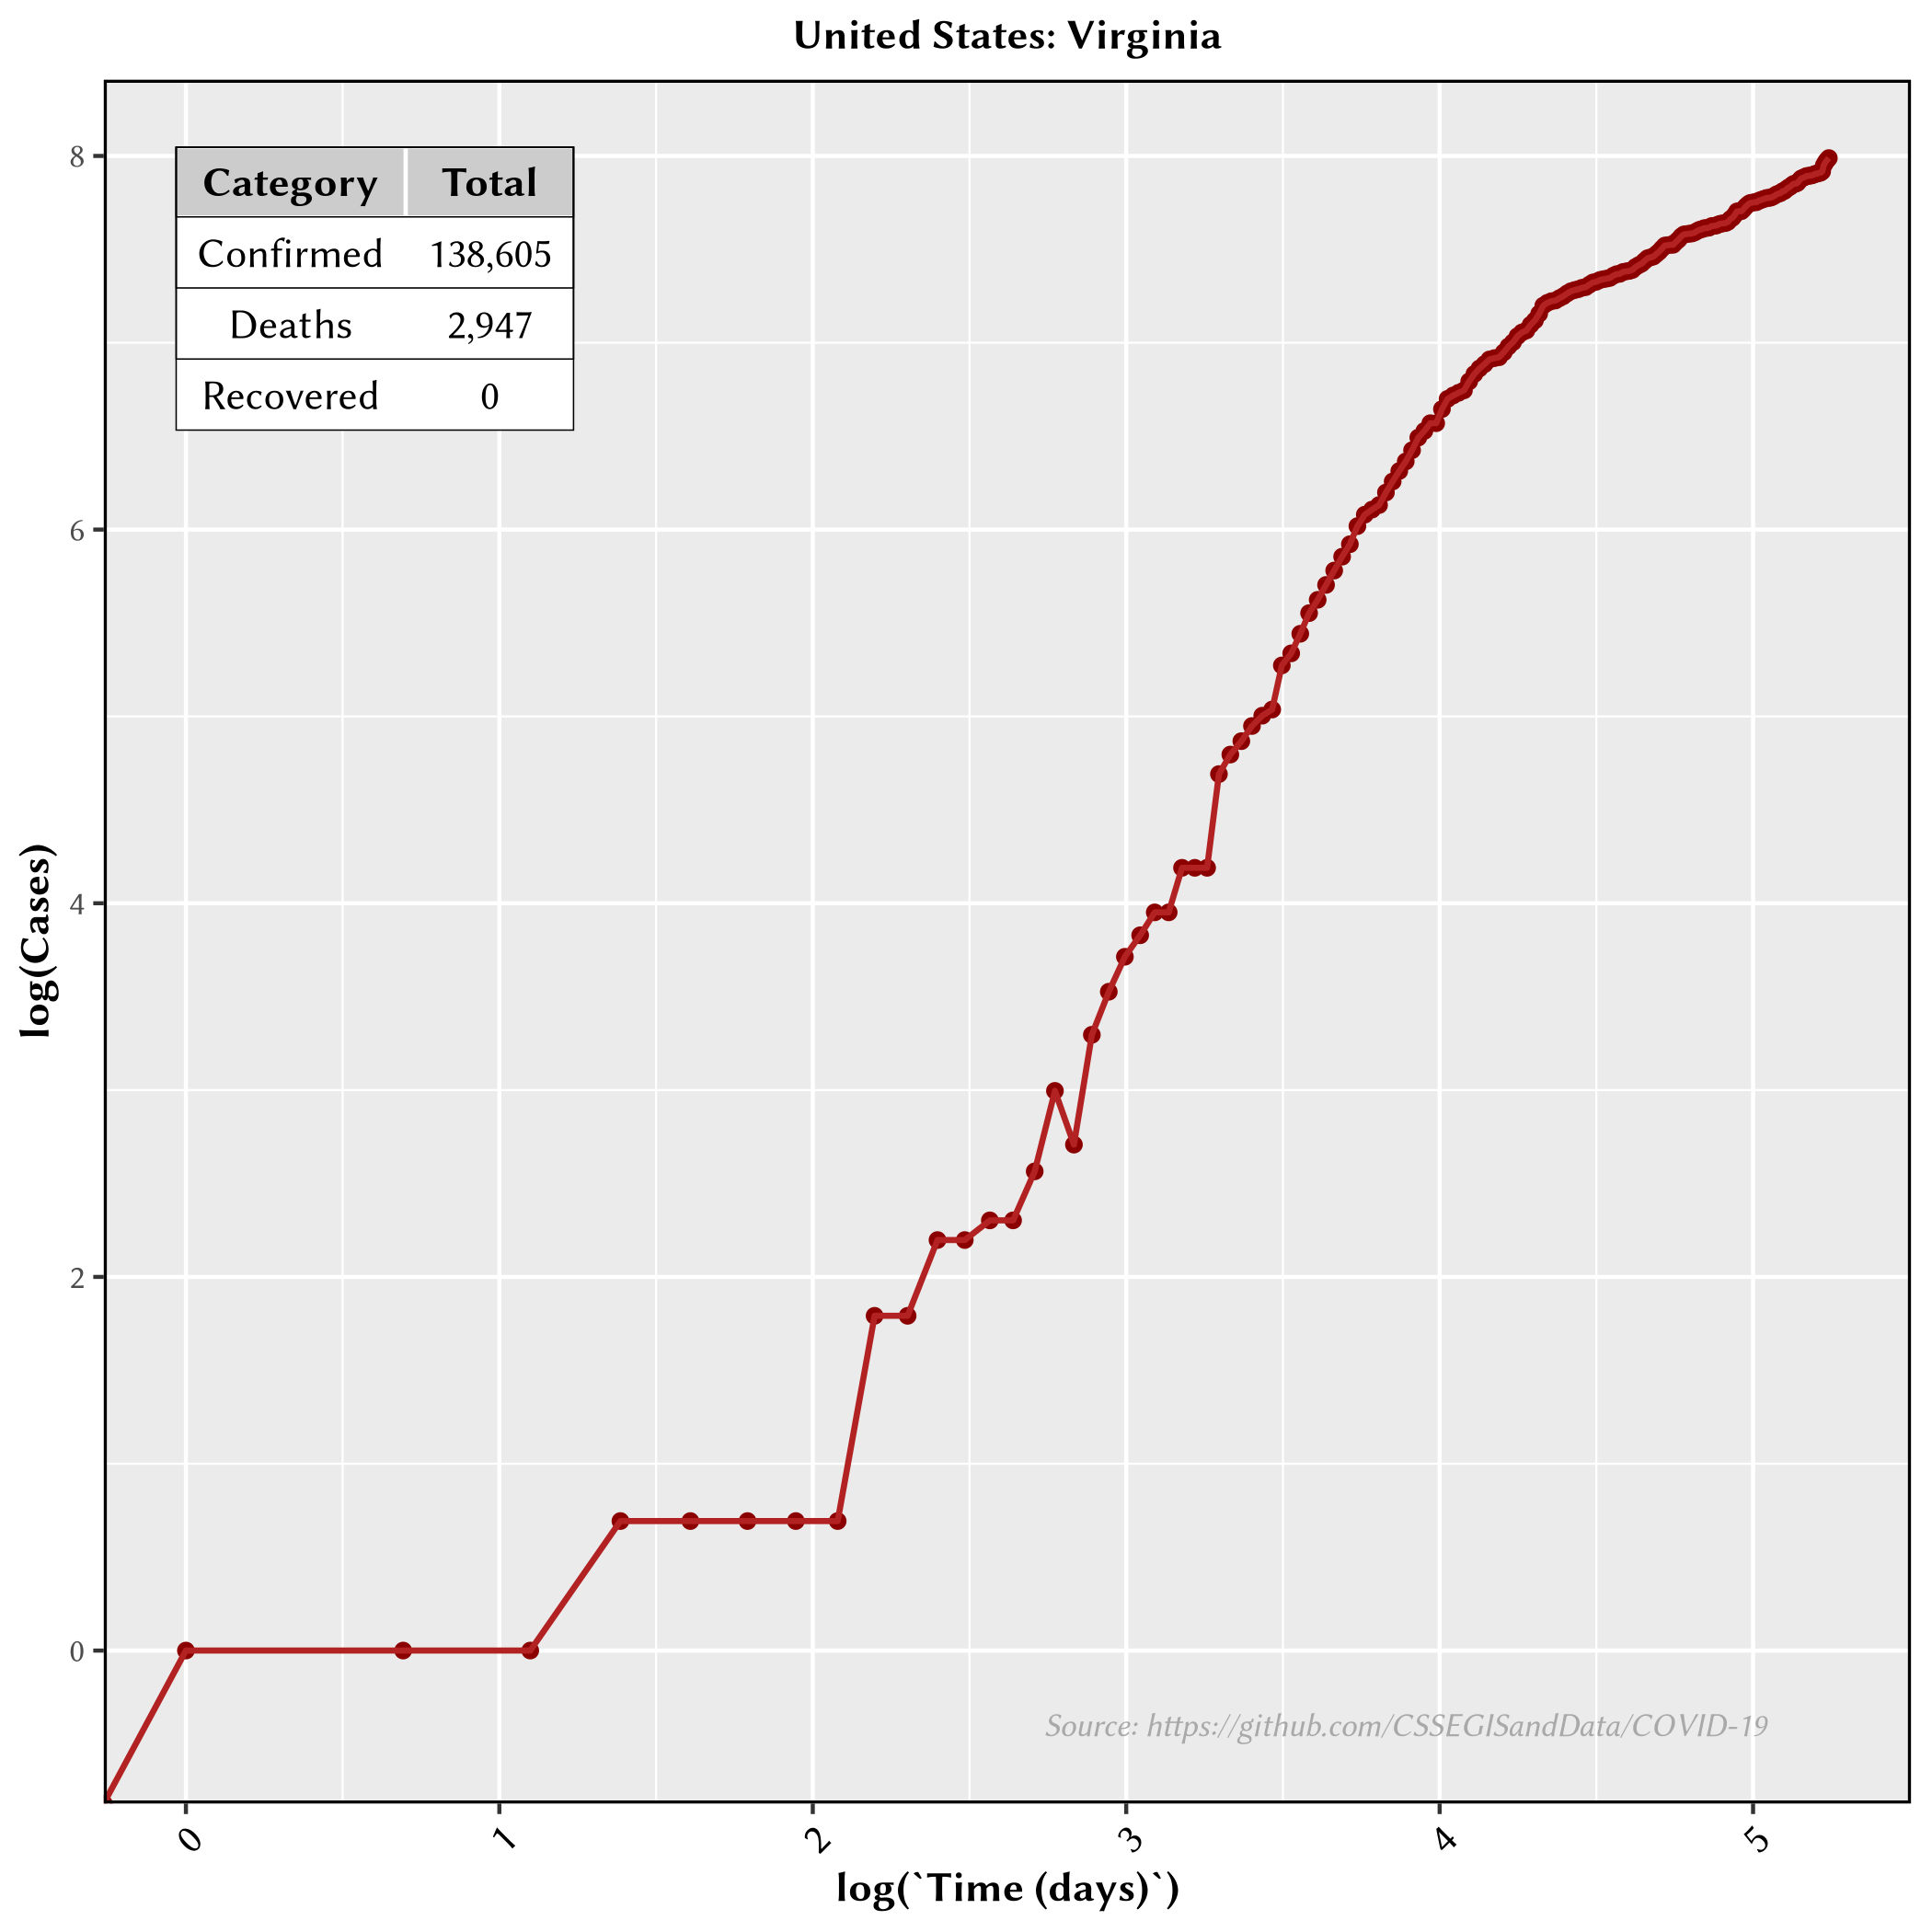 United States: Virginia
Category Total
Confirmed 138,605
Deaths 2,947
Recovered 0
8
6
4
2
0
log(Cases)
Source: https://github.com/CSSEGISandData/COVID-19
0 1 2 3 4 5
log(`Time (days)`)